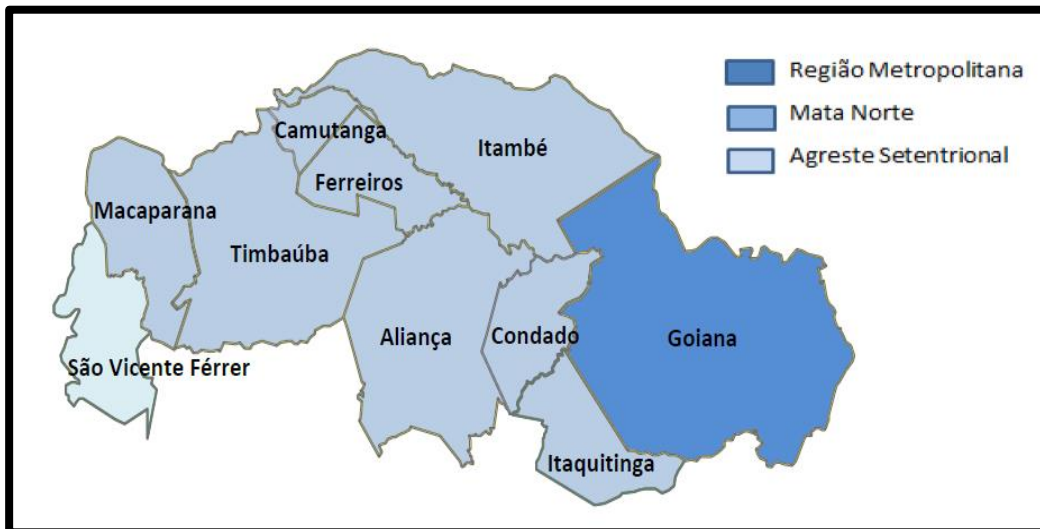 Região Metropolitana
Mata Norte
Agreste Setentrional
Camutanga
Itambé
Ferreiros
Macaparana
Timbaúba
Aliança
Condado
Goiana
São Vicente Férrer
Itaquitinga